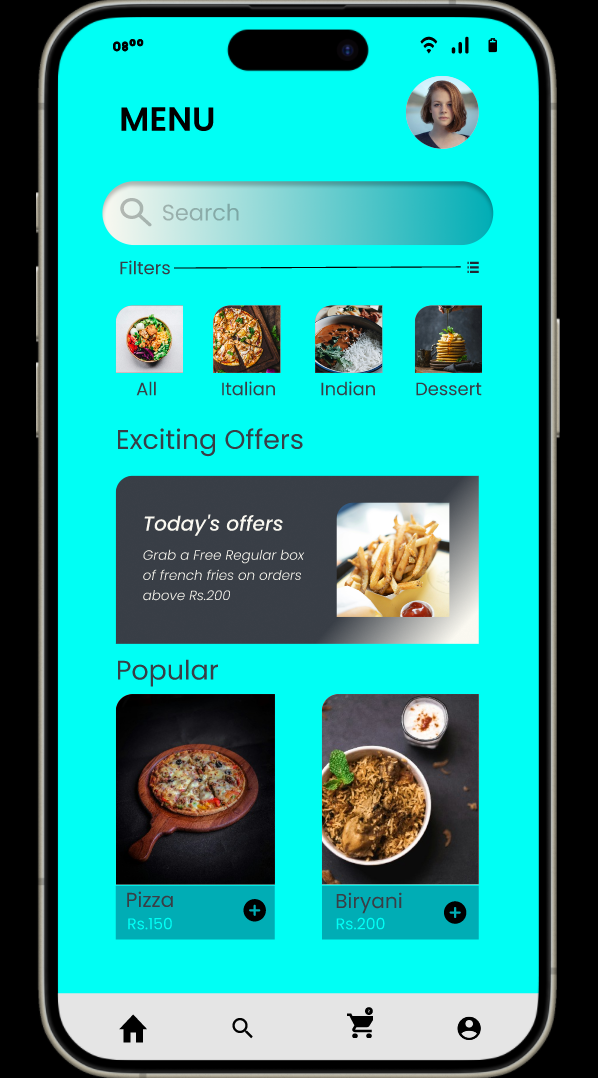 08⁰⁰
MENU
Search
Filters
All Italian Indian Dessert
Exciting Offers
Today's offers
Grab a Free Regular box
of french fries on orders
above Rs.200
Popular
Pizza
Rs.150
Biryani
Rs.200